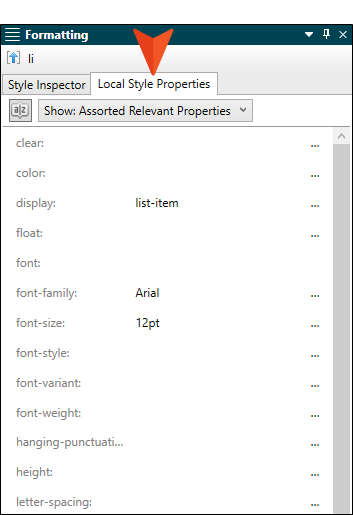 Formatting
li
Style Inspector Local Style Properties
a z Show: Assorted Relevant Properties
clear: ...
color: ...
display: list-item ...
float: ...
font:
font-family: Arial ...
font-size: 12pt ...
font-style: ...
font-variant: ...
font-weight: ...
hanging-punctuati... ...
height: ...
letter-spacing: ...